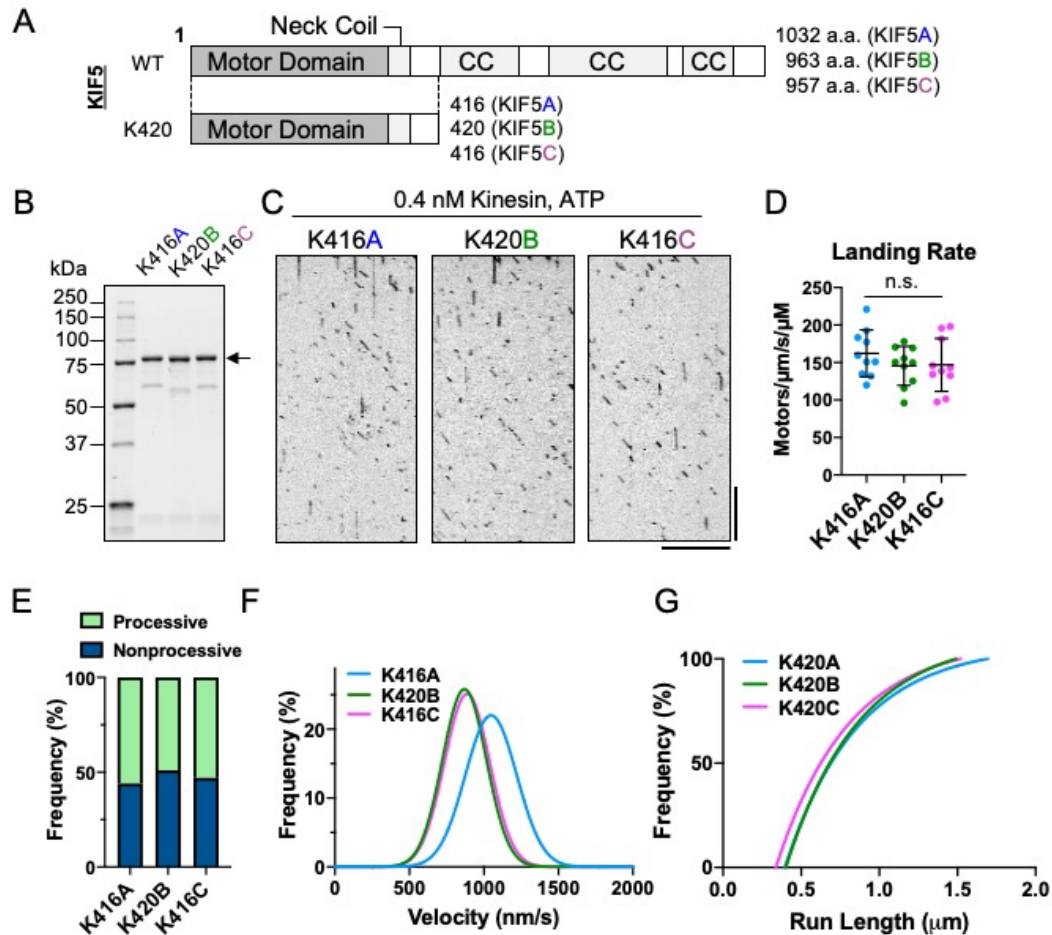 A
Neck Coil
1
KIF5
WT
Motor Domain
CC
CC
CC
1032 a.a. (KIF5A)
963 a.a. (KIF5B)
957 a.a. (KIF5C)
K420
Motor Domain
416 (KIF5A)
420 (KIF5B)
416 (KIF5C)
B
kDa
K416A
K420B
K416C
250
150
100
75
50
37
25
C
0.4 nM Kinesin, ATP
K416A
K420B
K416C
D
Landing Rate
n.s.
Motors/μm/s/μM
250
200
150
100
50
0
K416A
K420B
K416C
E
Processive
Nonprocessive
Frequency (%)
100
50
0
K416A
K420B
K416C
F
K416A
K420B
K416C
Frequency (%)
20
10
0
0
500
1000
1500
2000
Velocity (nm/s)
G
K420A
K420B
K420C
Frequency (%)
100
50
0
0.0
0.5
1.0
1.5
2.0
Run Length (μm)